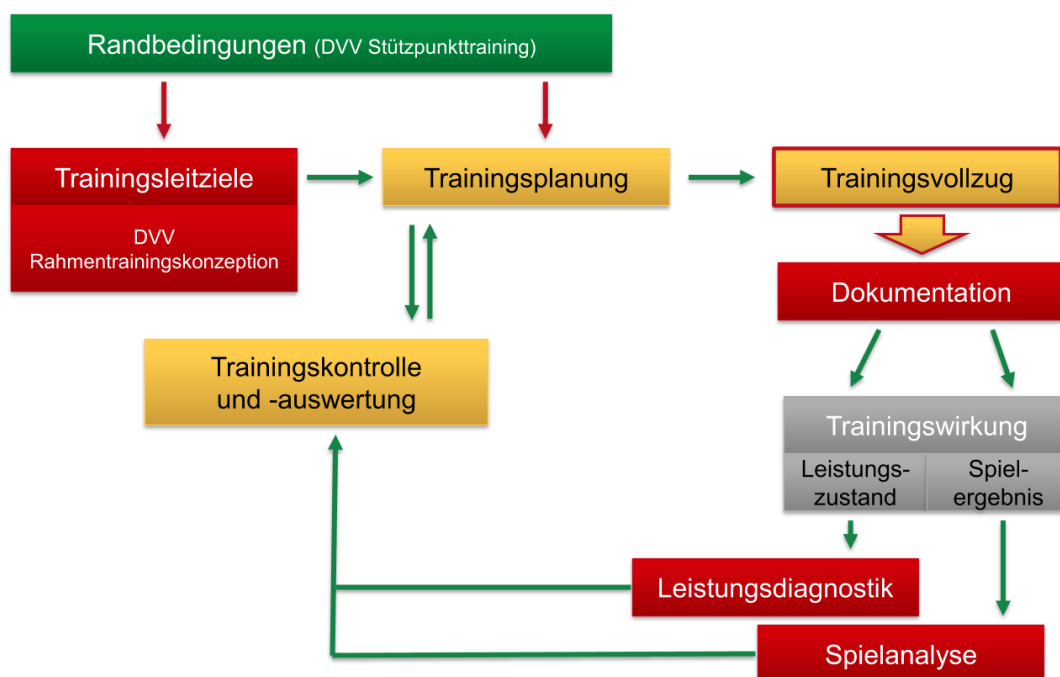 Randbedingungen (DVV Stützpunkttraining)
Trainingsleitziele
DVV
Rahmentrainingskonzeption
Trainingsplanung
Trainingsvollzug
Dokumentation
Trainingskontrolle
und -auswertung
Trainingswirkung
Leistungs-
zustand
Spiel-
ergebnis
Leistungsdiagnostik
Spielanalyse